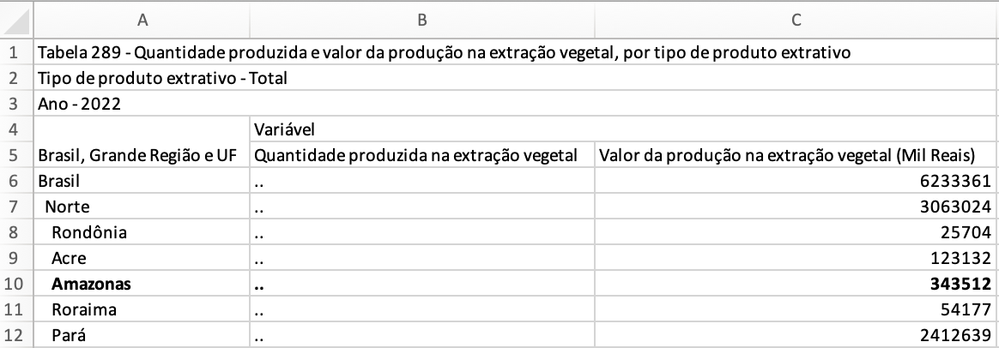 A B C
1 Tabela 289 - Quantidade produzida e valor da produção na extração vegetal, por tipo de produto extrativo
2 Tipo de produto extrativo - Total
3 Ano - 2022
4 Variável
5 Brasil, Grande Região e UF Quantidade produzida na extração vegetal Valor da produção na extração vegetal (Mil Reais)
6 Brasil .. 6233361
7 Norte .. 3063024
8 Rondônia .. 25704
9 Acre .. 123132
10 Amazonas .. 343512
11 Roraima .. 54177
12 Pará .. 2412639